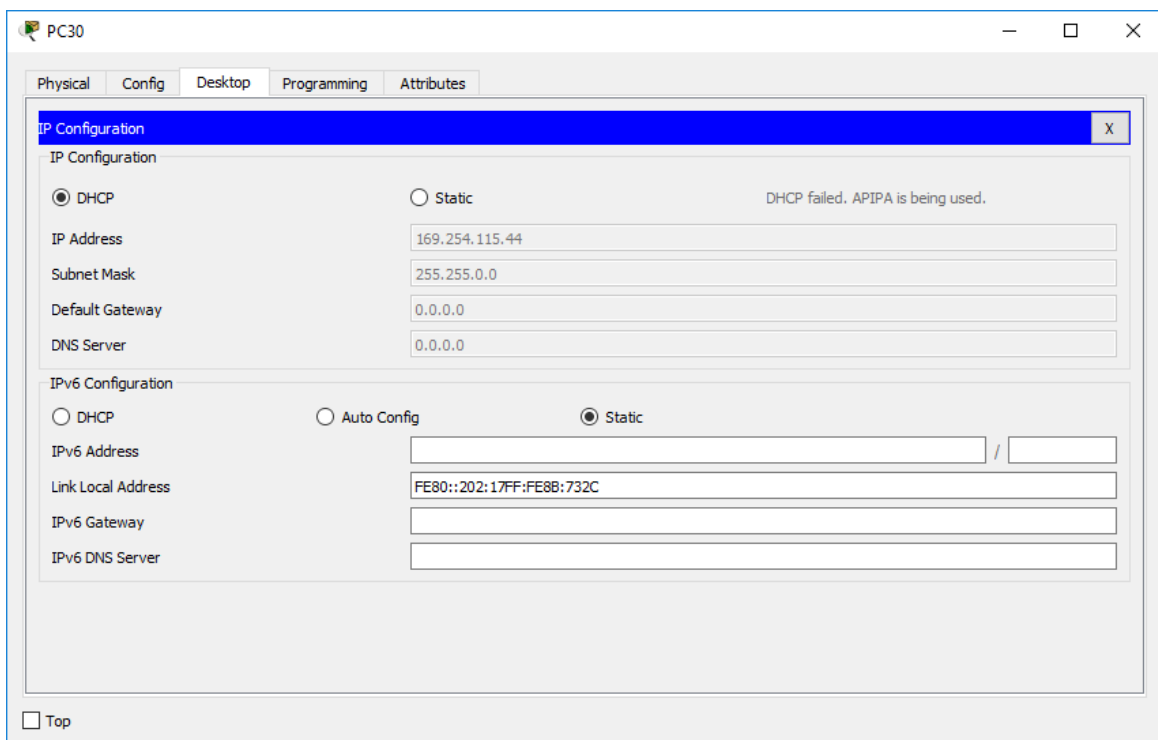 PC30
Physical Config Desktop Programming Attributes
IP Configuration X
IP Configuration
DHCP Static DHCP failed. APIPA is being used.
IP Address 169.254.115.44
Subnet Mask 255.255.0.0
Default Gateway 0.0.0.0
DNS Server 0.0.0.0
IPv6 Configuration
DHCP Auto Config Static
IPv6 Address /
Link Local Address FE80::202:17FF:FE8B:732C
IPv6 Gateway
IPv6 DNS Server
Top